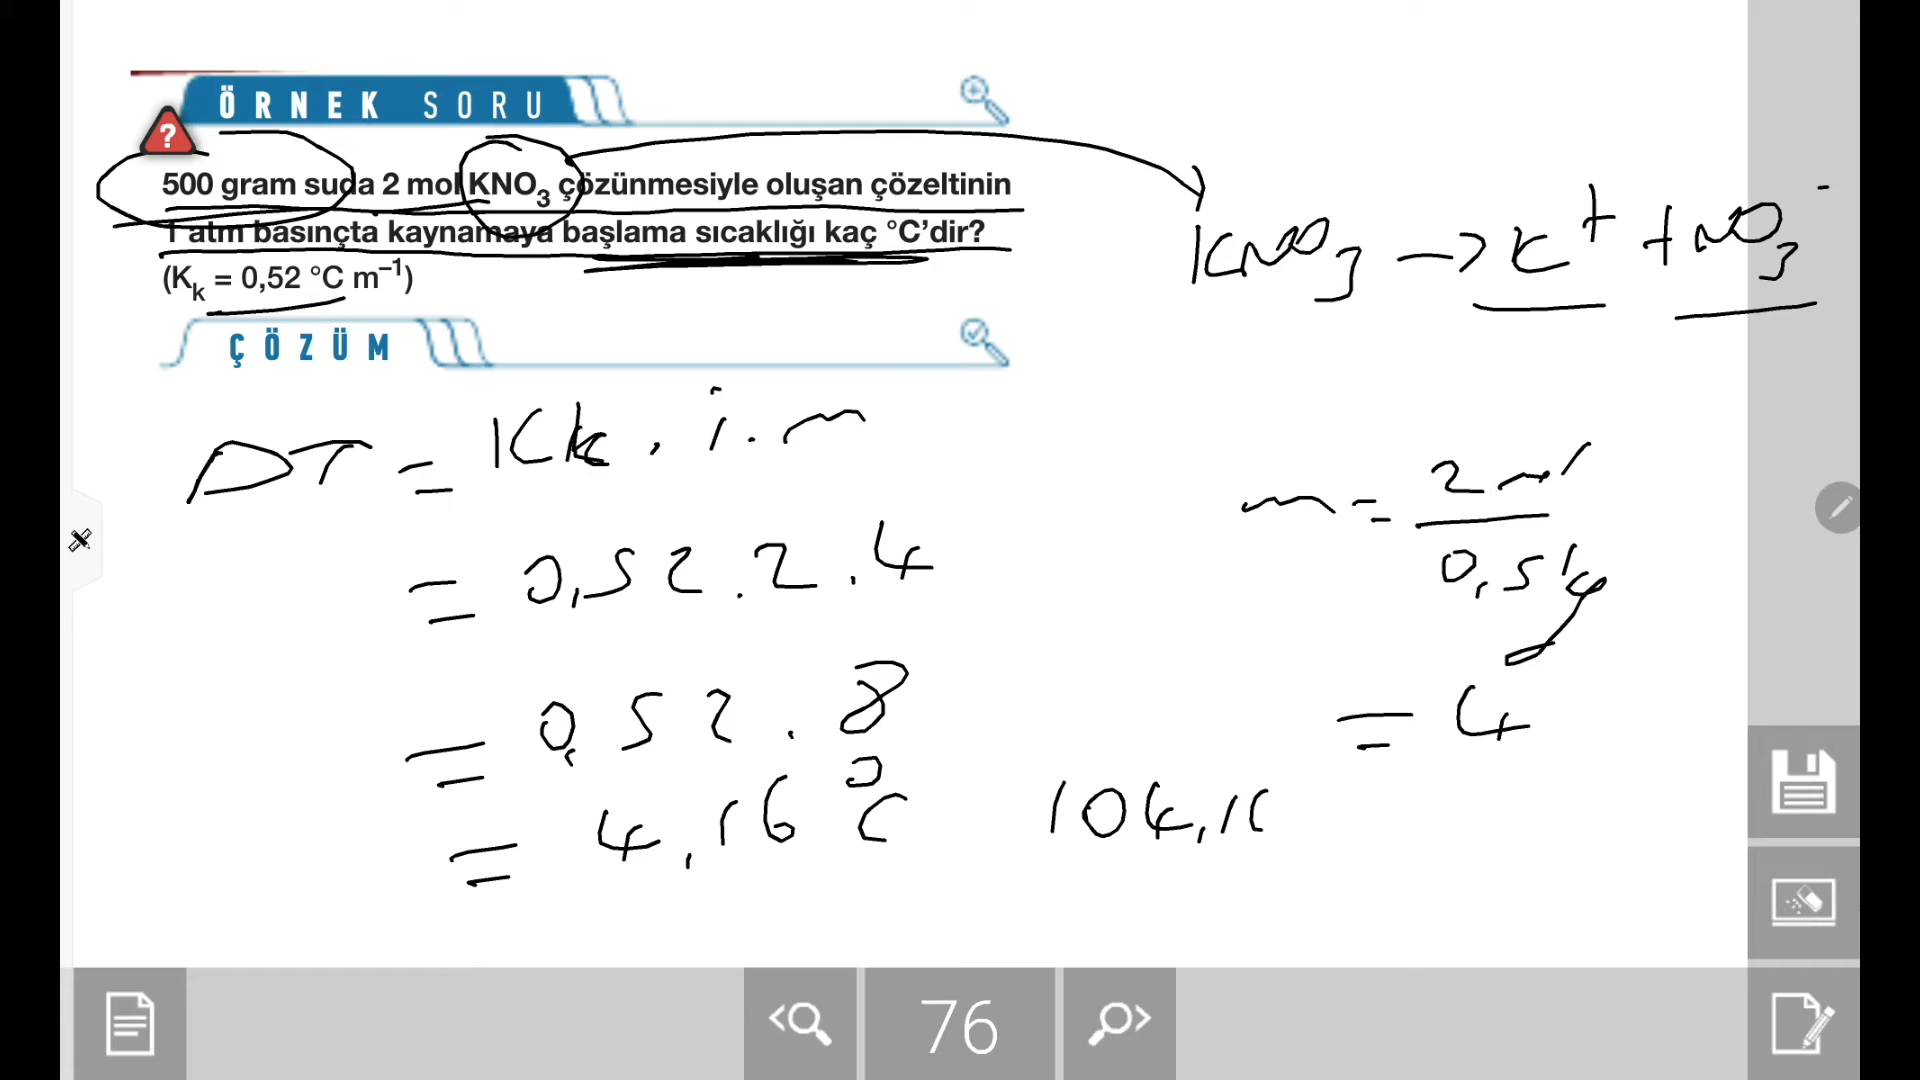 ÖRNEK SORU
?
500 gram suda 2 mol KNO₃ çözünmesiyle oluşan çözeltinin
1 atm basınçta kaynamaya başlama sıcaklığı kaç °C'dir?
(Kₖ = 0,52 °C m⁻¹)
KNO₃ → K⁺ + NO₃⁻
ÇÖZÜM
ΔT = Kk . i . m
= 0,52 . 2 . 4
= 0,52 . 8
= 4,16 °C
m = 2 mol / 0,5 kg
= 4
104,16
76